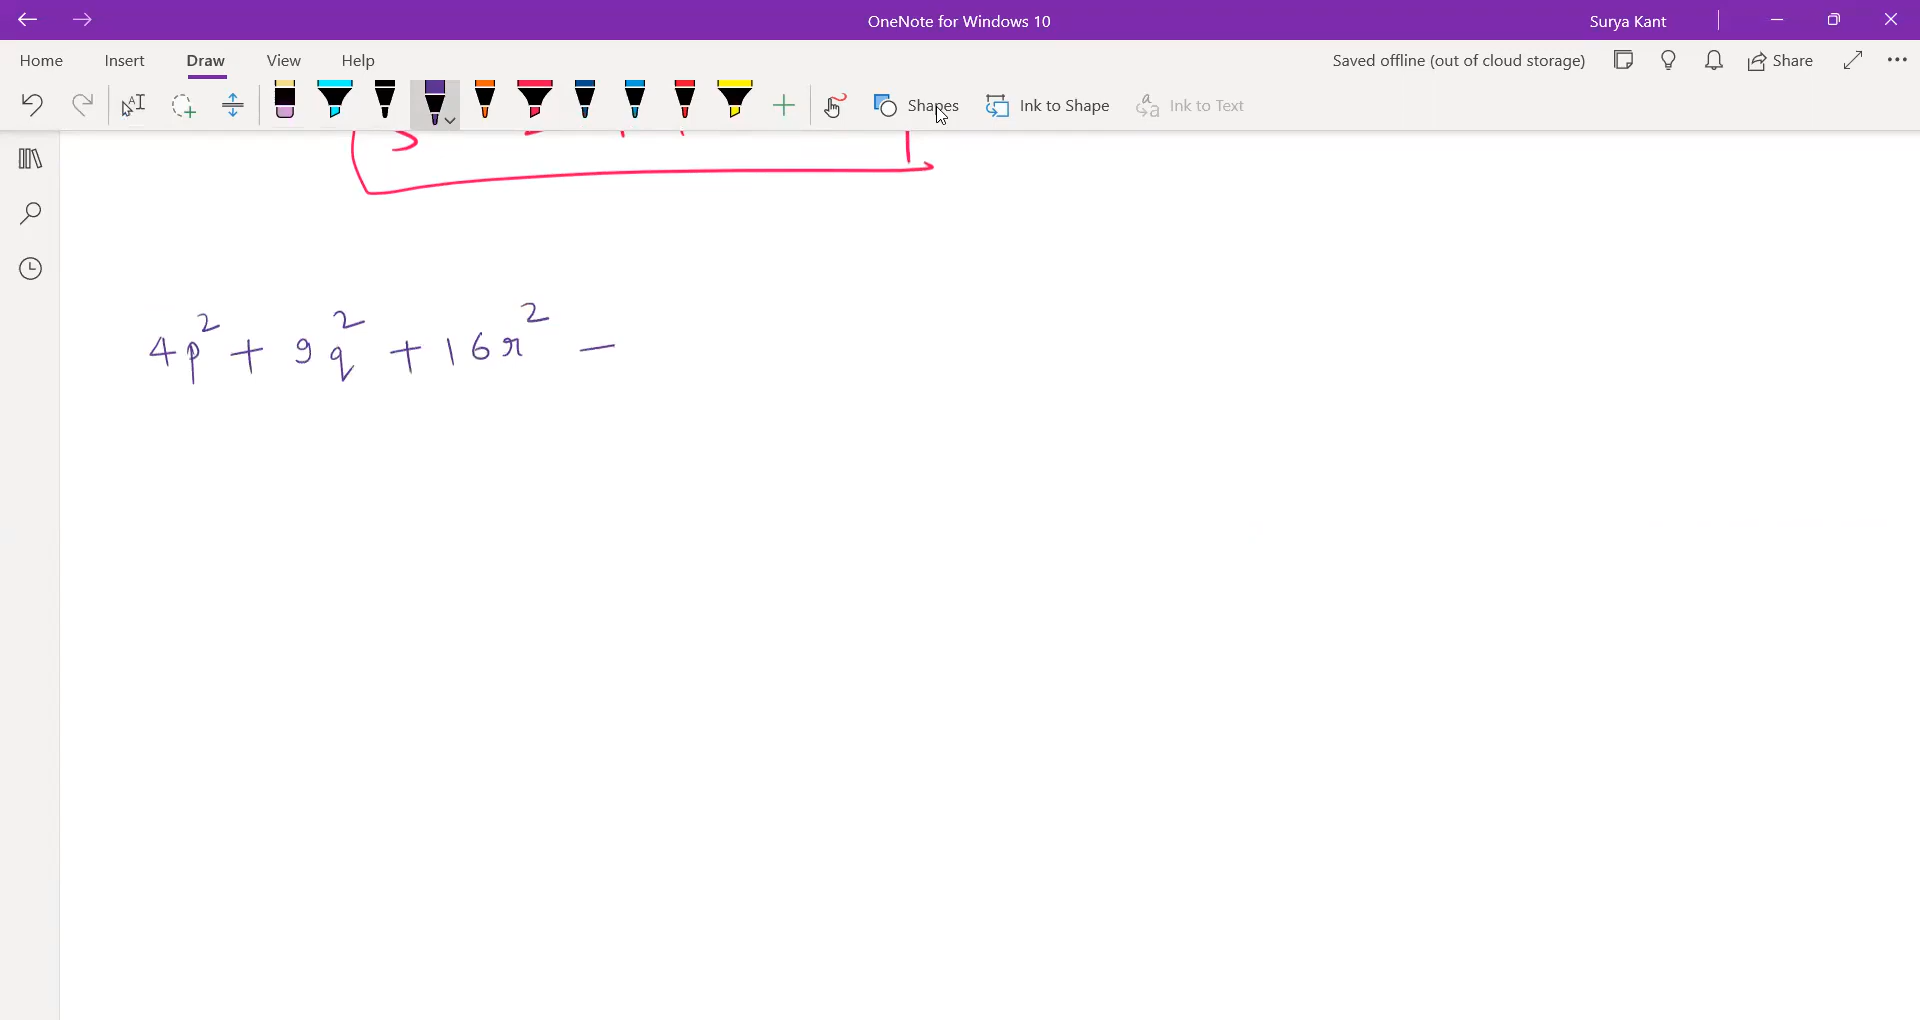 OneNote for Windows 10
Surya Kant
Home Insert Draw View Help
Saved offline (out of cloud storage)
Share
Shapes
Ink to Shape
Ink to Text
4p² + 9q² + 16r² −